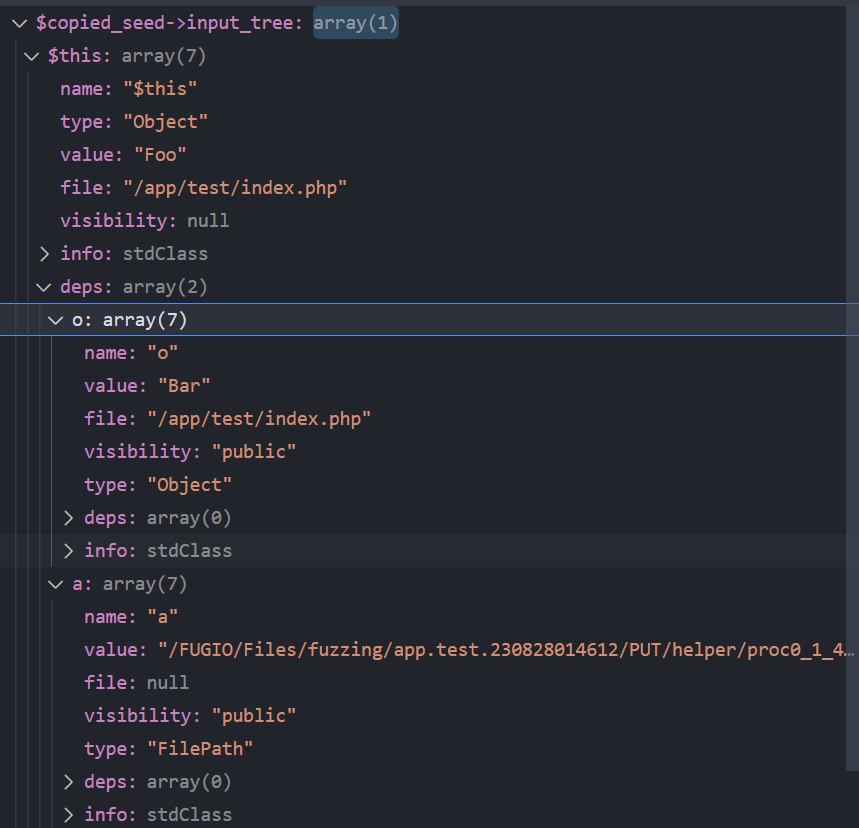 $copied_seed->input_tree: array(1)
$this: array(7)
name: "$this"
type: "Object"
value: "Foo"
file: "/app/test/index.php"
visibility: null
info: stdClass
deps: array(2)
o: array(7)
name: "o"
value: "Bar"
file: "/app/test/index.php"
visibility: "public"
type: "Object"
deps: array(0)
info: stdClass
a: array(7)
name: "a"
value: "/FUGIO/Files/fuzzing/app.test.230828014612/PUT/helper/proc0_1_4…
file: null
visibility: "public"
type: "FilePath"
deps: array(0)
info: stdClass